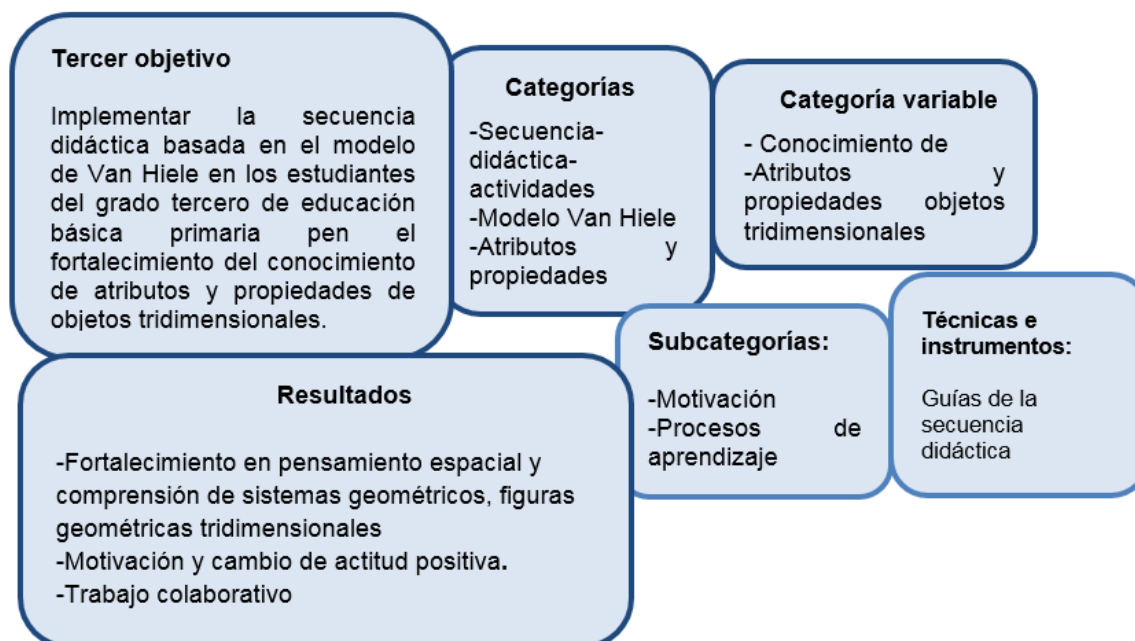 Tercer objetivo
Implementar la secuencia
didáctica basada en el modelo
de Van Hiele en los estudiantes
del grado tercero de educación
básica primaria pen el
fortalecimiento del conocimiento
de atributos y propiedades de
objetos tridimensionales.
Categorías
-Secuencia-
didáctica-
actividades
-Modelo Van Hiele
-Atributos y
propiedades
Categoría variable
- Conocimiento de
-Atributos y
propiedades objetos
tridimensionales
Subcategorías:
-Motivación
-Procesos de
aprendizaje
Técnicas e
instrumentos:
Guías de la
secuencia
didáctica
Resultados
-Fortalecimiento en pensamiento espacial y
comprensión de sistemas geométricos, figuras
geométricas tridimensionales
-Motivación y cambio de actitud positiva.
-Trabajo colaborativo